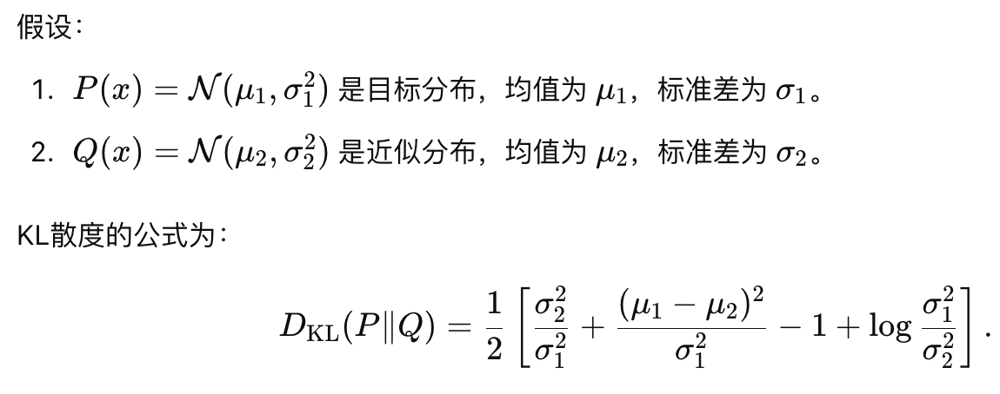 假设：
1. $P(x) = \mathcal{N}(\mu_1, \sigma_1^2)$ 是目标分布，均值为 $\mu_1$，标准差为 $\sigma_1$。
2. $Q(x) = \mathcal{N}(\mu_2, \sigma_2^2)$ 是近似分布，均值为 $\mu_2$，标准差为 $\sigma_2$。
KL散度的公式为：
$D_{\mathrm{KL}}(P \| Q) = \frac{1}{2} \left[ \frac{\sigma_2^2}{\sigma_1^2} + \frac{(\mu_1 - \mu_2)^2}{\sigma_1^2} - 1 + \log \frac{\sigma_1^2}{\sigma_2^2} \right].$